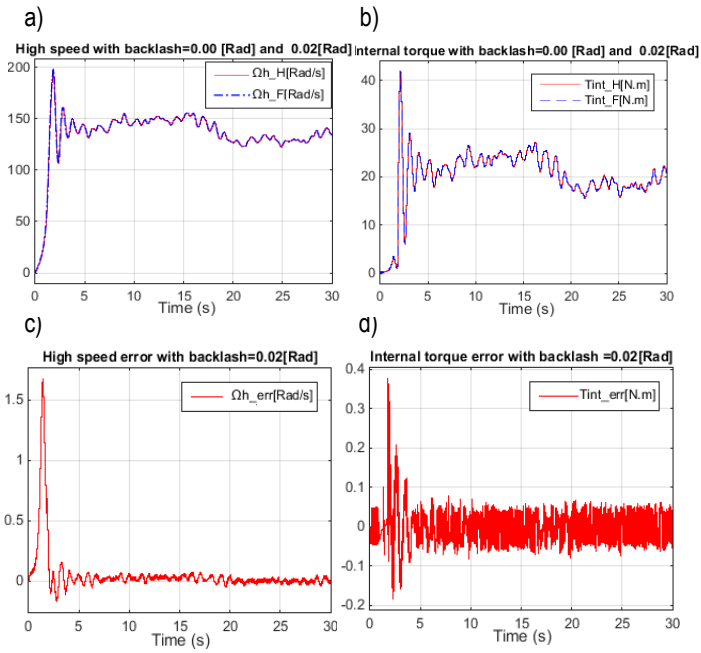 a)
b)
High speed with backlash=0.00 [Rad] and 0.02[Rad]
Internal torque with backlash=0.00 [Rad] and 0.02[Rad]
200
150
100
50
0
Ωh_H[Rad/s]
Ωh_F[Rad/s]
0 5 10 15 20 25 30
Time (s)
40
30
20
10
0
Tint_H[N.m]
Tint_F[N.m]
0 5 10 15 20 25 30
Time (s)
c)
d)
High speed error with backlash=0.02[Rad]
Internal torque error with backlash =0.02[Rad]
1.5
1
0.5
0
Ωh_err[Rad/s]
0 5 10 15 20 25 30
Time (s)
0.4
0.3
0.2
0.1
0
-0.1
-0.2
Tint_err[N.m]
0 5 10 15 20 25 30
Time (s)